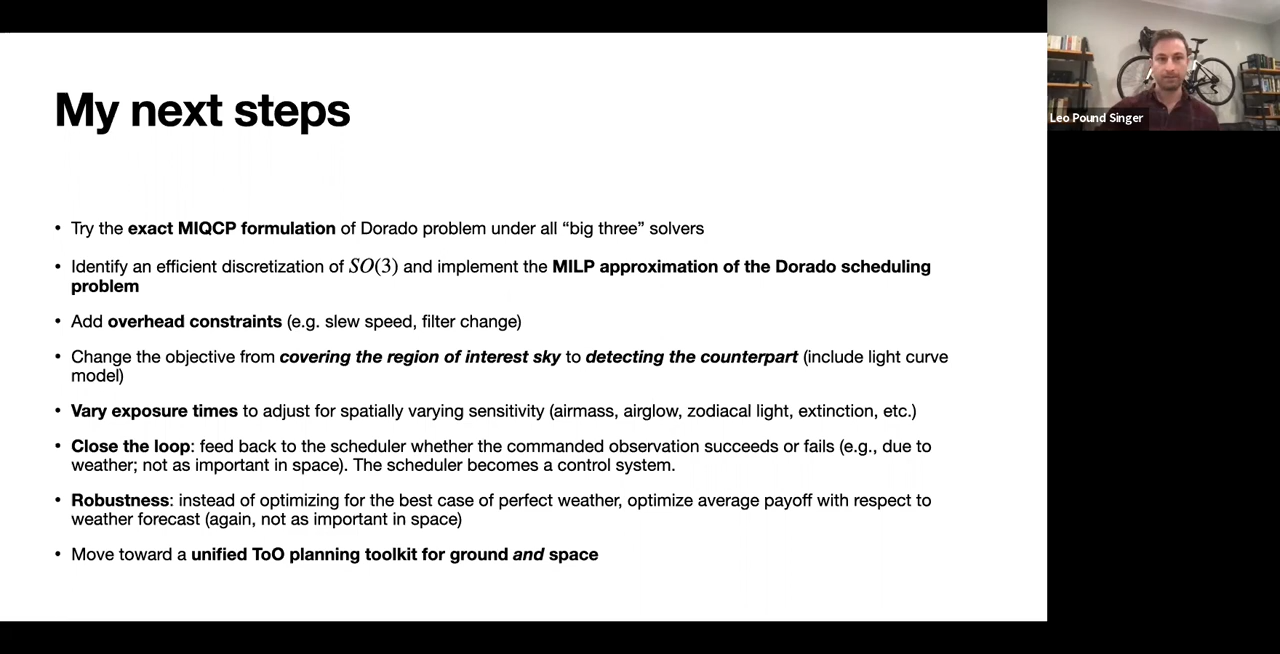 My next steps
Leo Pound Singer
• Try the exact MIQCP formulation of Dorado problem under all “big three” solvers
• Identify an efficient discretization of SO(3) and implement the MILP approximation of the Dorado scheduling
problem
• Add overhead constraints (e.g. slew speed, filter change)
• Change the objective from covering the region of interest sky to detecting the counterpart (include light curve
model)
• Vary exposure times to adjust for spatially varying sensitivity (airmass, airglow, zodiacal light, extinction, etc.)
• Close the loop: feed back to the scheduler whether the commanded observation succeeds or fails (e.g., due to
weather; not as important in space). The scheduler becomes a control system.
• Robustness: instead of optimizing for the best case of perfect weather, optimize average payoff with respect to
weather forecast (again, not as important in space)
• Move toward a unified ToO planning toolkit for ground and space